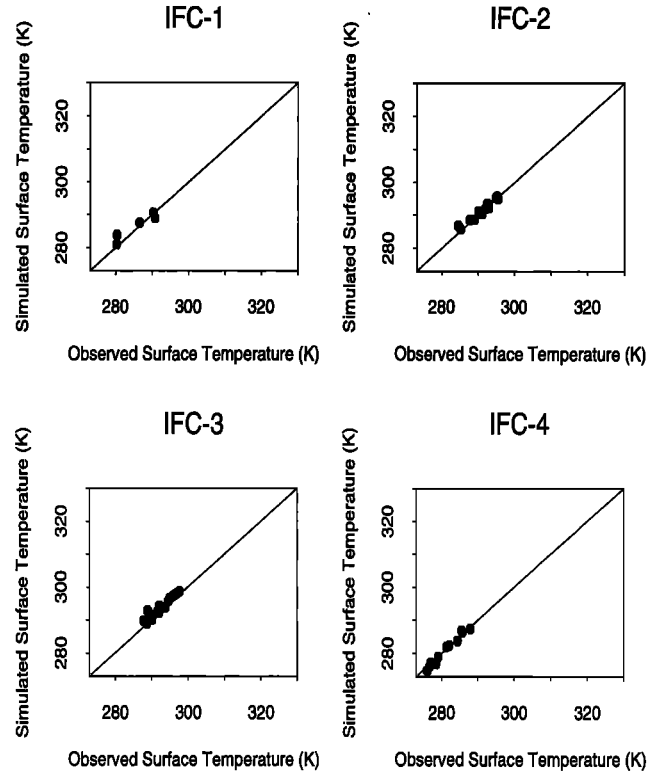 IFC-1
Simulated Surface Temperature (K)
320
300
280
280 300 320
Observed Surface Temperature (K)
IFC-2
Simulated Surface Temperature (K)
320
300
280
280 300 320
Observed Surface Temperature (K)
IFC-3
Simulated Surface Temperature (K)
320
300
280
280 300 320
Observed Surface Temperature (K)
IFC-4
Simulated Surface Temperature (K)
320
300
280
280 300 320
Observed Surface Temperature (K)